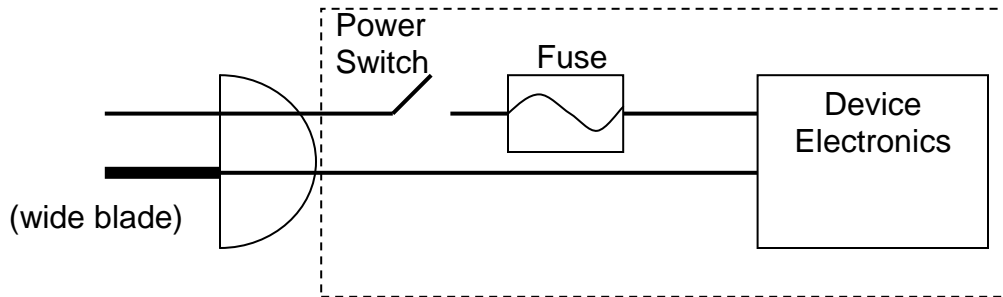 Power
Switch
Fuse
Device
Electronics
(wide blade)